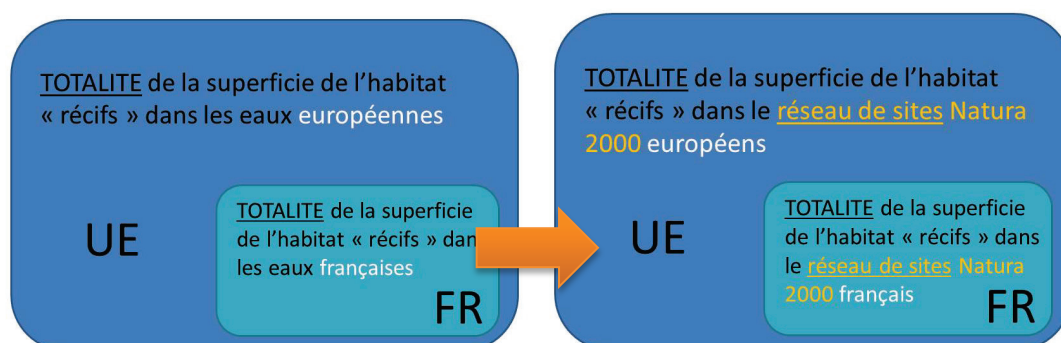 TOTALITE de la superficie de l'habitat
« récifs » dans les eaux européennes
UE
TOTALITE de la superficie
de l'habitat « récifs » dans
les eaux françaises
FR
TOTALITE de la superficie de l'habitat
« récifs » dans le réseau de sites Natura
2000 européens
UE
TOTALITE de la superficie
de l'habitat « récifs » dans
le réseau de sites Natura
2000 français
FR